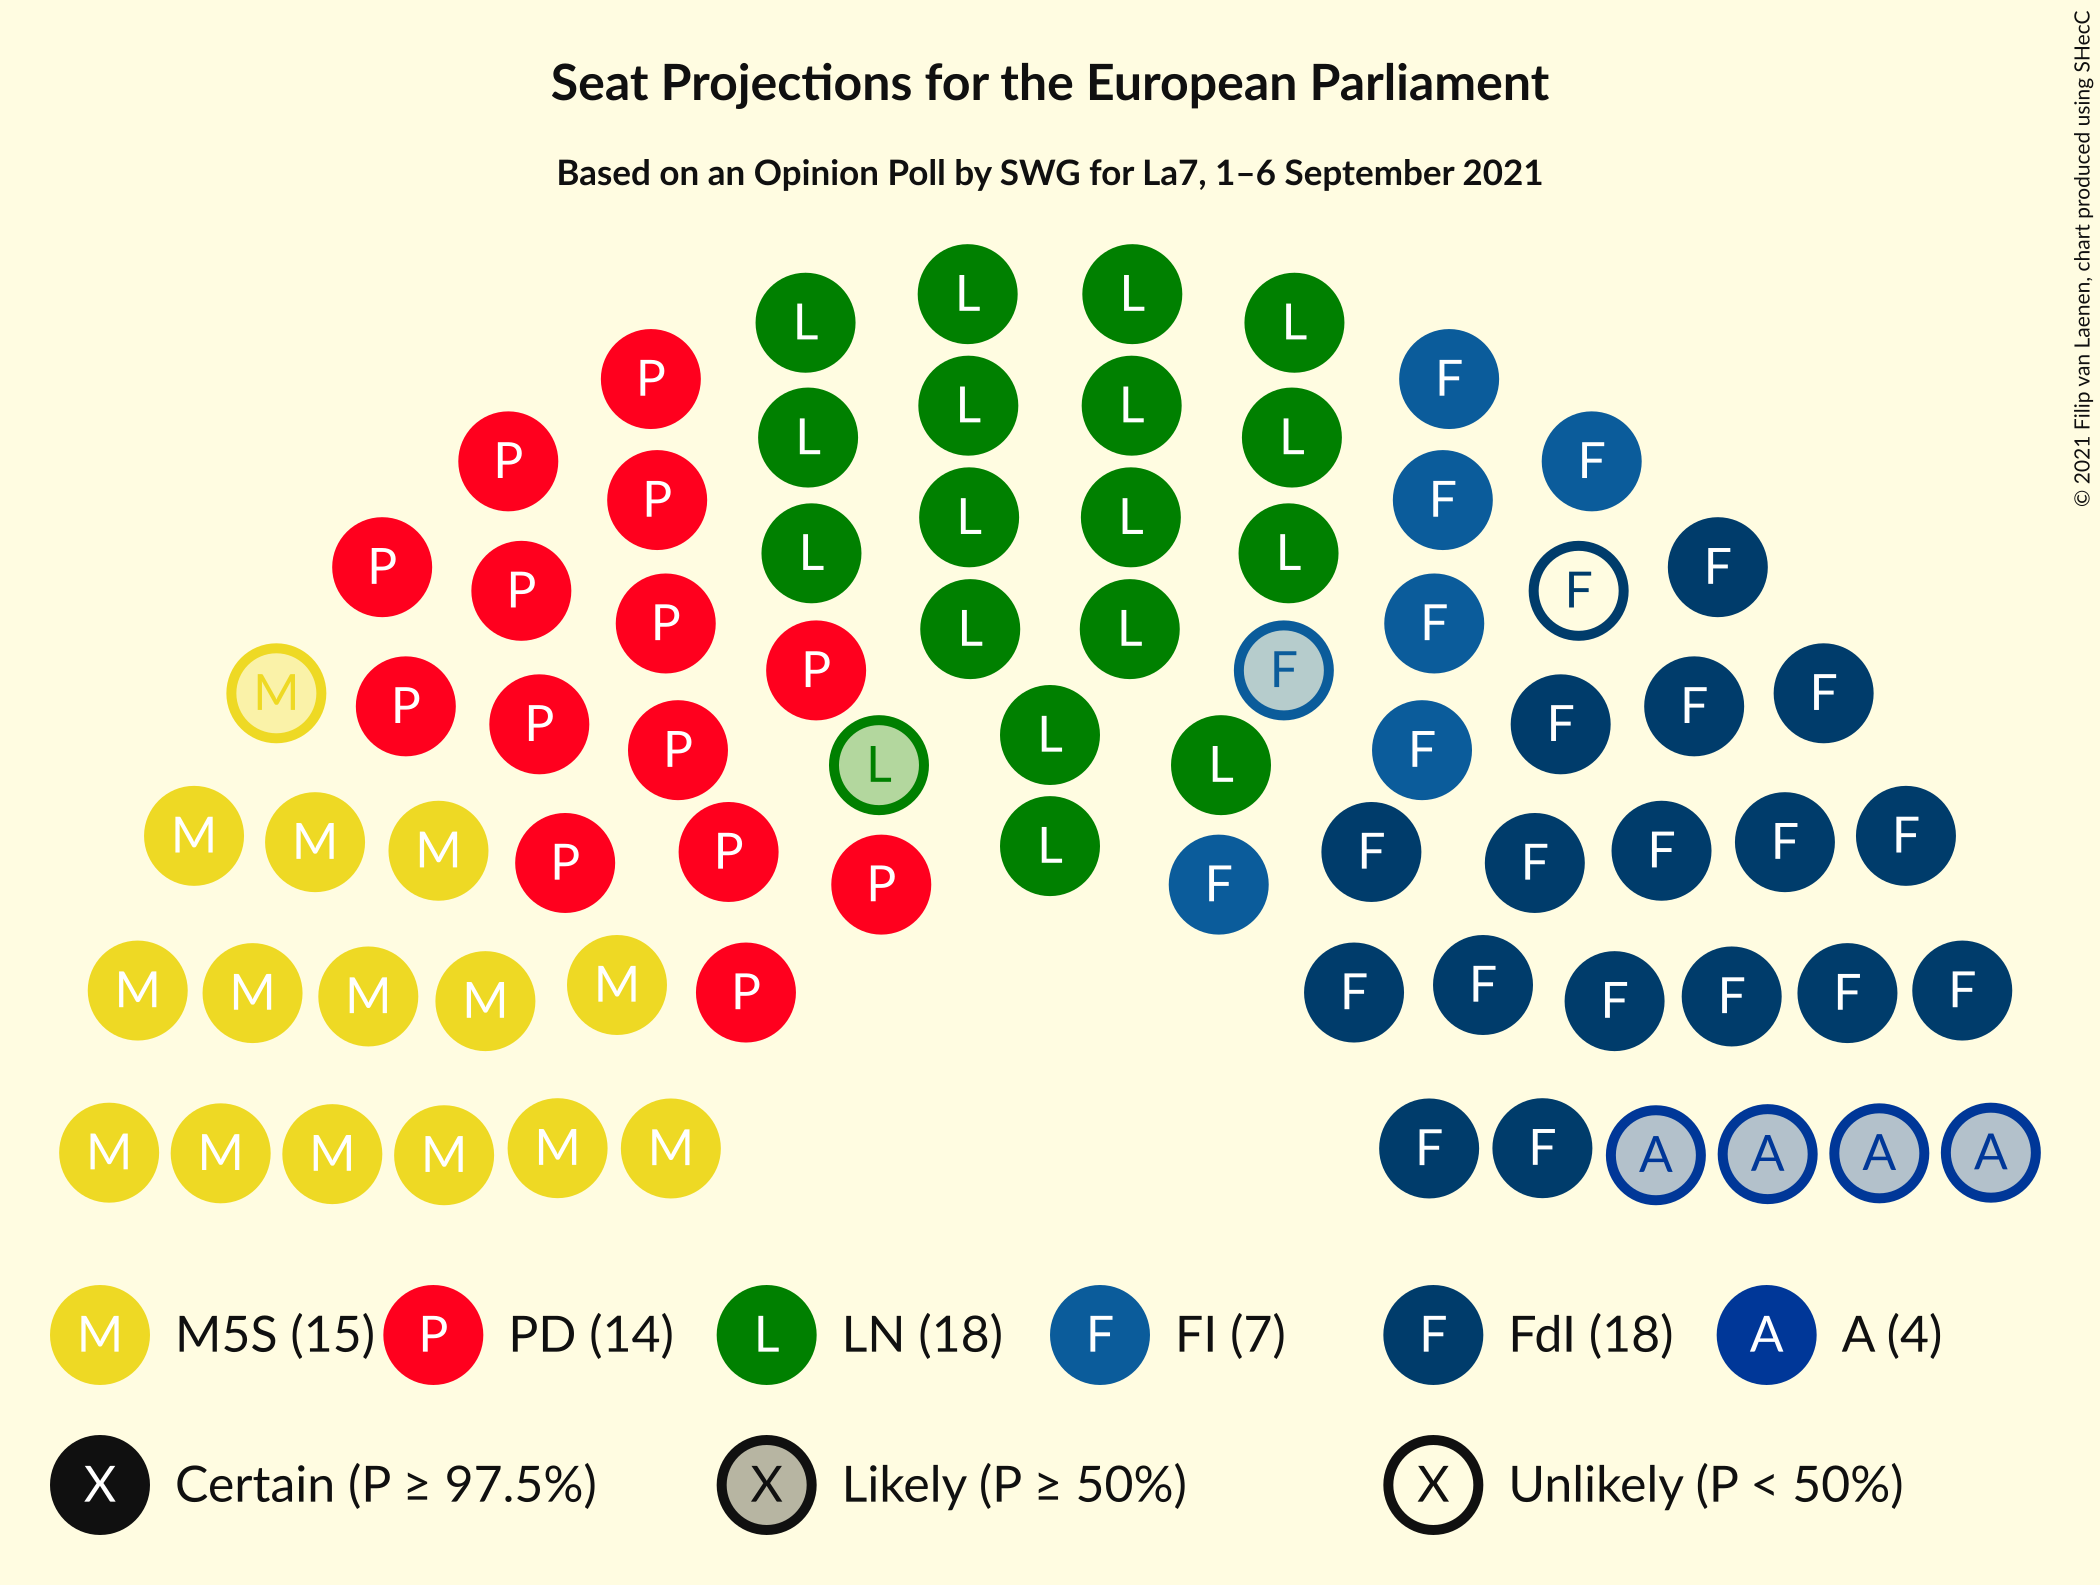 Seat Projections for the European Parliament
Based on an Opinion Poll by SWG for La7, 1–6 September 2021
© 2021 Filip van Laenen, chart produced using SHecC
L L
L L
P F
L L
L L
P F
P F
L L
P L L F
P P F F
P F
L L
P F
M P L F F
P P F F
P L L L F
M M M P P L F F F F F
P F
M M M M M P F F F F F F
M M M M M M F F A A A A
M M5S (15) P PD (14) L LN (18) F FI (7) F FdI (18) A A (4)
X Certain (P ≥ 97.5%) X Likely (P ≥ 50%) X Unlikely (P < 50%)